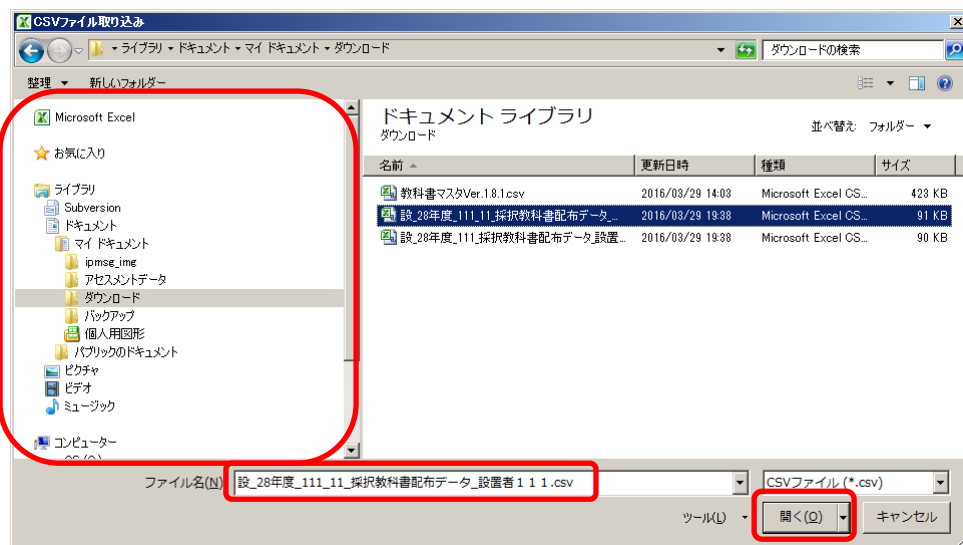 CSVファイル取り込み
ライブラリ ドキュメント マイ ドキュメント ダウンロード
ダウンロードの検索
整理 新しいフォルダー
Microsoft Excel
お気に入り
ライブラリ
Subversion
ドキュメント
マイ ドキュメント
ipmsg_img
アセスメントデータ
ダウンロード
バックアップ
個人用図形
パブリックのドキュメント
ピクチャ
ビデオ
ミュージック
コンピューター
ドキュメント ライブラリ
ダウンロード
並べ替え: フォルダー
名前 更新日時 種類 サイズ
教科書マスタVer.1.8.1.csv 2016/03/29 14:03 Microsoft Excel CS... 423 KB
設_28年度_111_11_採択教科書配布データ_... 2016/03/29 19:38 Microsoft Excel CS... 91 KB
設_28年度_111_採択教科書配布データ_設置... 2016/03/29 19:38 Microsoft Excel CS... 90 KB
ファイル名(N): 設_28年度_111_11_採択教科書配布データ_設置者１１１.csv CSVファイル (*.csv)
ツール(L) 開く(O) キャンセル